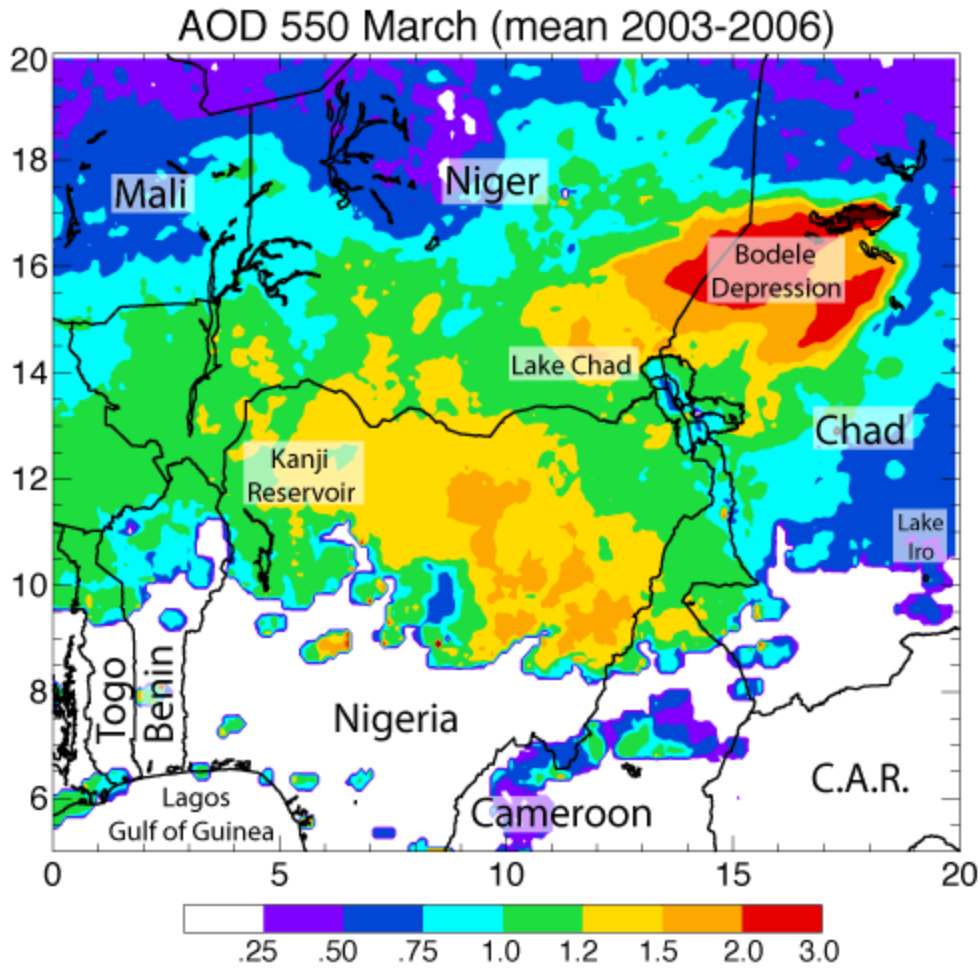 AOD 550 March (mean 2003-2006)
20
18
16
14
12
10
8
6
Mali
Niger
Bodele
Depression
Lake Chad
Chad
Kanji
Reservoir
Lake
Iro
Togo
Benin
Nigeria
C.A.R.
Lagos
Gulf of Guinea
Cameroon
0 5 10 15 20
.25 .50 .75 1.0 1.2 1.5 2.0 3.0